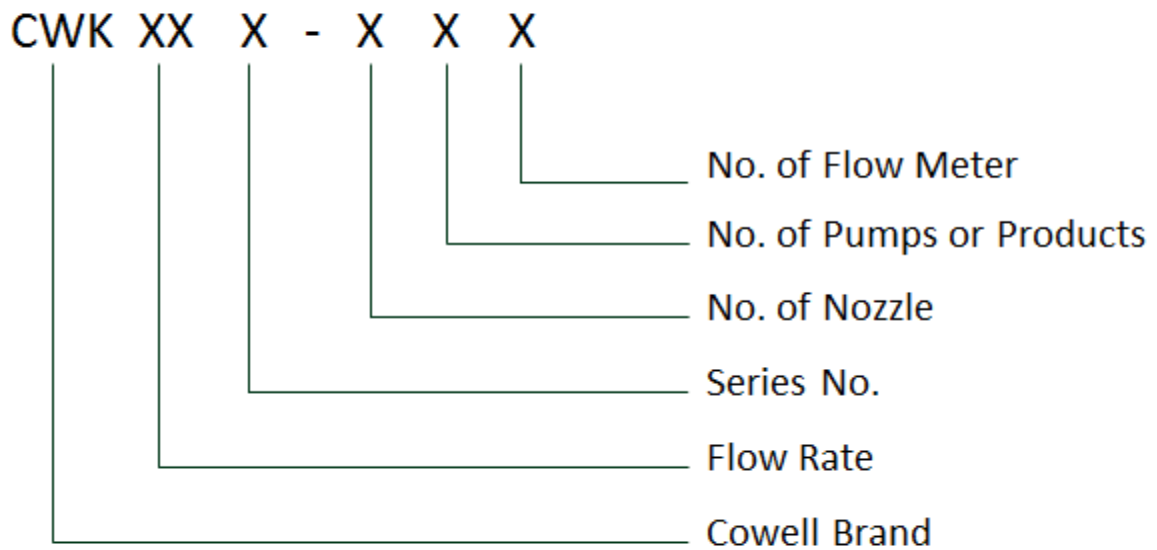 CWK XX X - X X X
No. of Flow Meter
No. of Pumps or Products
No. of Nozzle
Series No.
Flow Rate
Cowell Brand